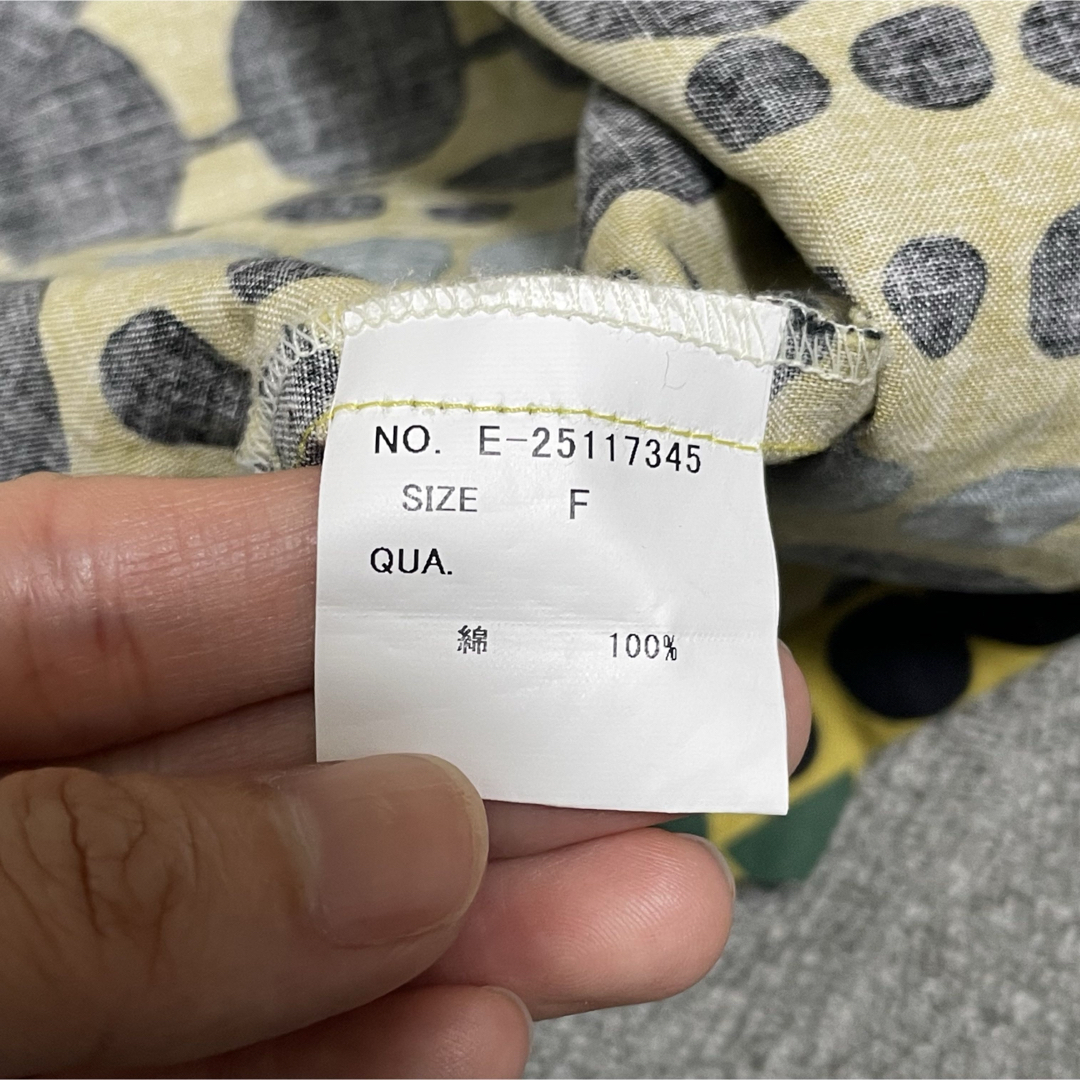 NO. E-25117345
SIZE F
QUA.
綿 100%